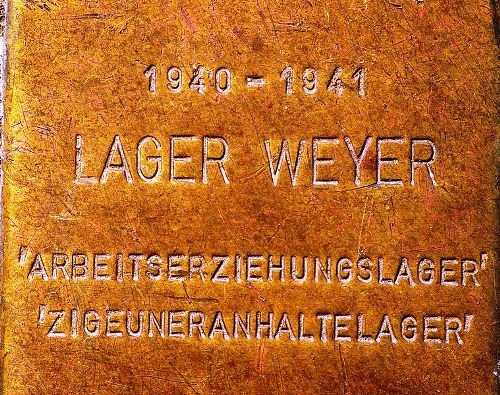 1940 - 1941
LAGER WEYER
'ARBEITSERZIEHUNGSLAGER'
'ZIGEUNERANHALTELAGER'